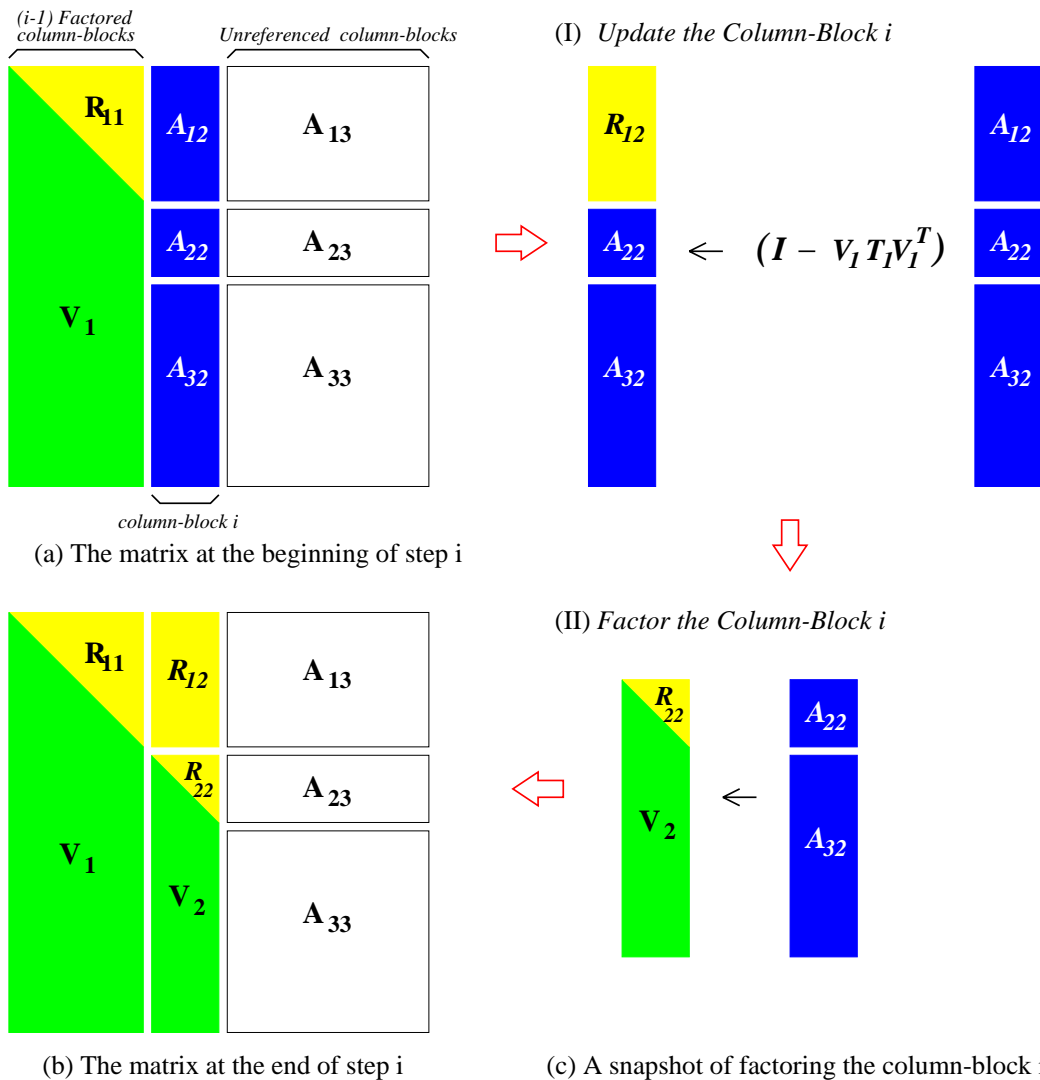 (i-1) Factored
column-blocks
Unreferenced column-blocks
R11
A12
A13
A22
A23
V1
A32
A33
column-block i
(a) The matrix at the beginning of step i
(I) Update the Column-Block i
R12
A12
A22
← (I − V1 T1 V1^T)
A22
A32
A32
(II) Factor the Column-Block i
R22
A22
←
V2
A32
R11
R12
A13
R22
A23
V1
V2
A33
(b) The matrix at the end of step i
(c) A snapshot of factoring the column-block